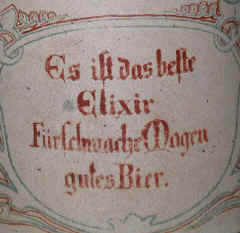 Es ist das beste
Elixir
Für schwache Magen
gutes Bier.